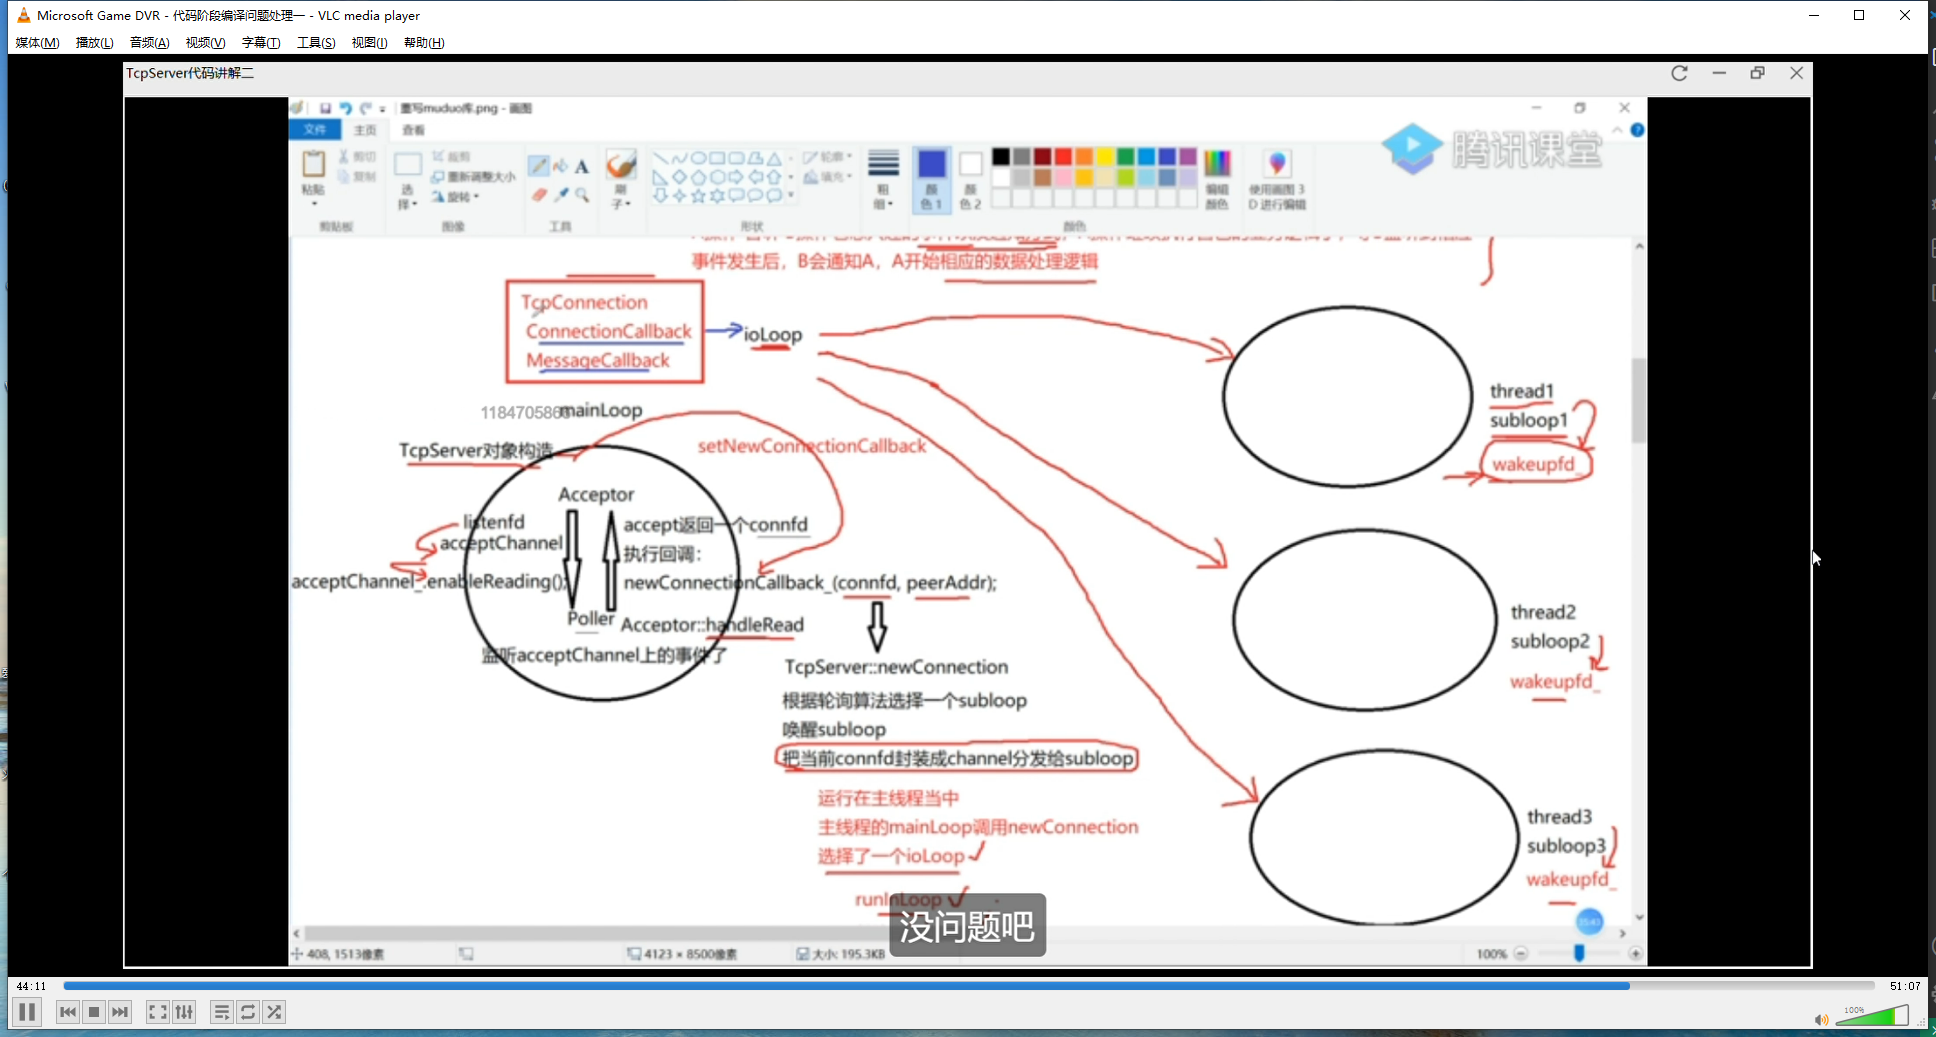 Microsoft Game DVR - 代码阶段编译问题处理一 - VLC media player
媒体(M) 播放(L) 音频(A) 视频(V) 字幕(T) 工具(S) 视图(I) 帮助(H)
TcpServer代码讲解二
重写muduo库.png - 画图
文件 主页 查看
腾讯课堂
粘贴
剪切
复制
剪贴板
选择
裁剪
重新调整大小
旋转
图像
A
工具
刷子
形状
轮廓
填充
粗细
颜色 1
颜色 2
颜色
编辑颜色
使用画图 3D 进行编辑
事件发生后，B会通知A，A开始相应的数据处理逻辑
TcpConnection
ConnectionCallback
MessageCallback
ioLoop
thread1
subloop1
wakeupfd_
mainLoop
TcpServer对象构造
setNewConnectionCallback
Acceptor
listenfd
acceptChannel
accept返回一个connfd
执行回调：
acceptChannel_.enableReading();
newConnectionCallback_(connfd, peerAddr);
Poller
Acceptor::handleRead
监听acceptChannel上的事件了
thread2
subloop2
wakeupfd_
TcpServer::newConnection
根据轮询算法选择一个subloop
唤醒subloop
把当前connfd封装成channel分发给subloop
运行在主线程当中
主线程的mainLoop调用newConnection
选择了一个ioLoop
runInLoop
thread3
subloop3
wakeupfd_
没问题吧
408, 1513像素
4123 × 8500像素
大小: 195.3KB
100%
44:11
51:07
100%